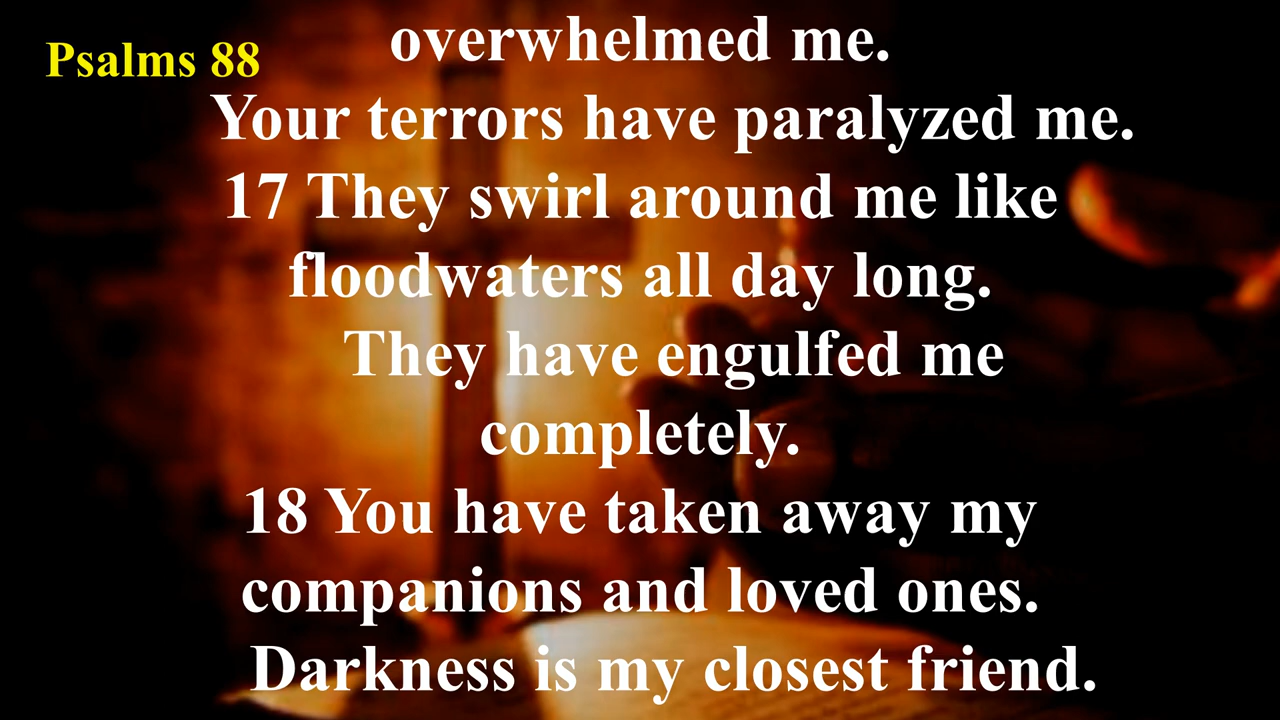 Psalms 88
overwhelmed me.
Your terrors have paralyzed me.
17 They swirl around me like
floodwaters all day long.
They have engulfed me
completely.
18 You have taken away my
companions and loved ones.
Darkness is my closest friend.